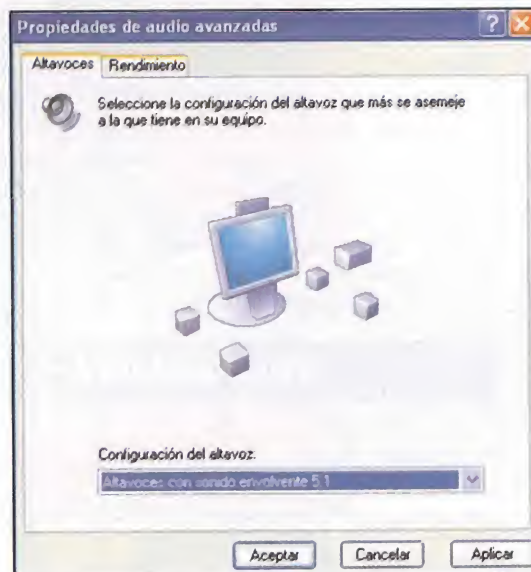 Propiedades de audio avanzadas
Altavoces Rendimiento
Seleccione la configuración del altavoz que más se asemeje
a la que tiene en su equipo.
Configuración del altavoz:
Altavoces con sonido envolvente 5.1
Aceptar Cancelar Aplicar